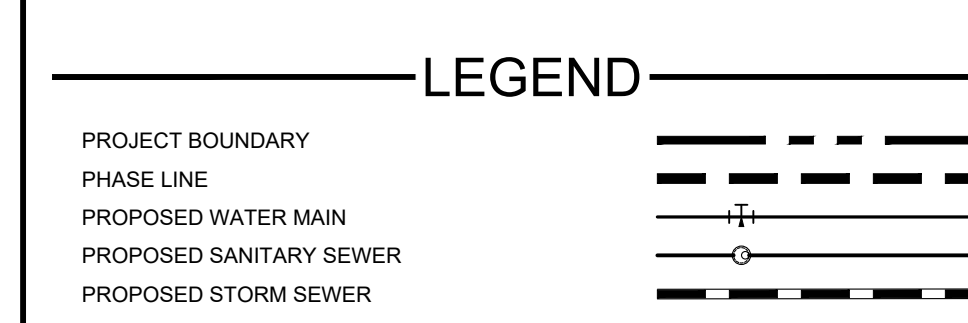 LEGEND
PROJECT BOUNDARY
PHASE LINE
PROPOSED WATER MAIN
PROPOSED SANITARY SEWER
PROPOSED STORM SEWER